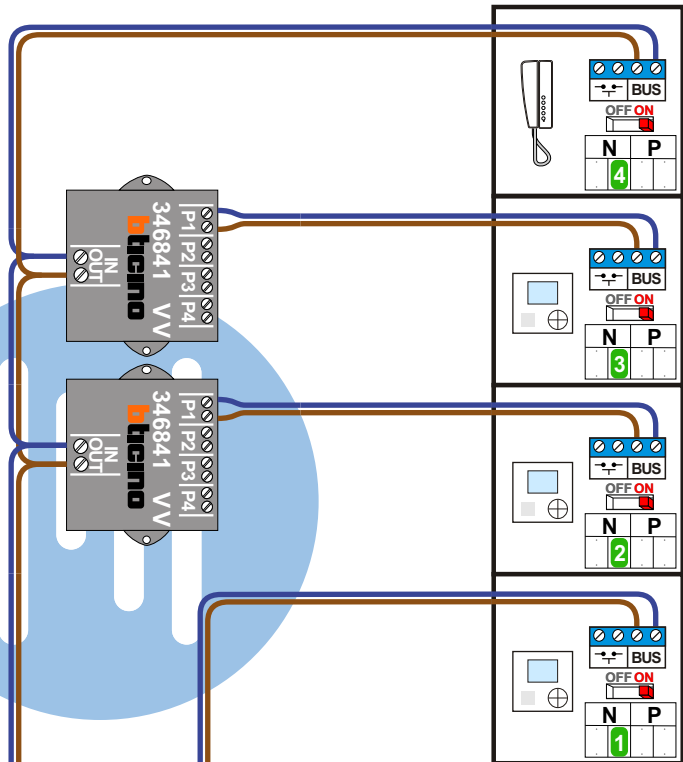 BUS
OFF ON
N P
4
346841
bticino
VV
IN
OUT
P1
P2
P3
P4
BUS
OFF ON
N P
3
346841
bticino
VV
IN
OUT
P1
P2
P3
P4
BUS
OFF ON
N P
2
BUS
OFF ON
N P
1